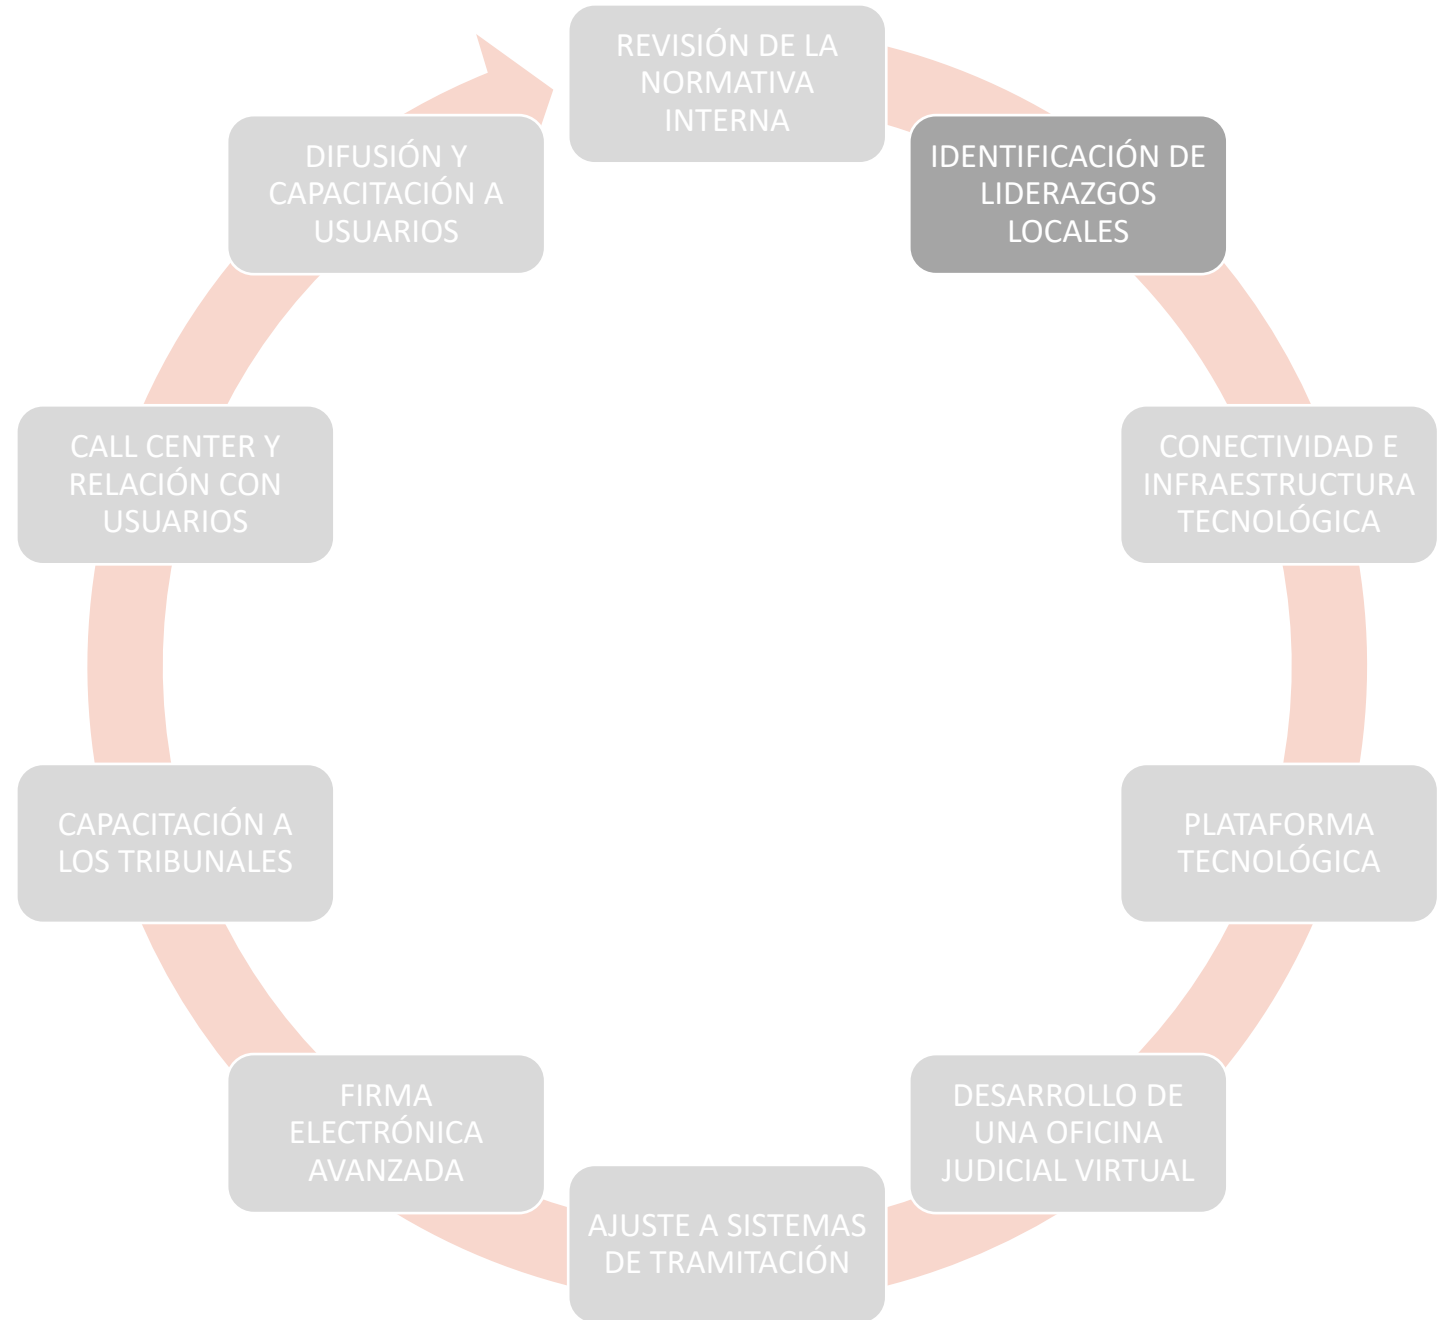 REVISIÓN DE LA
NORMATIVA
INTERNA
IDENTIFICACIÓN DE
LIDERAZGOS
LOCALES
CONECTIVIDAD E
INFRAESTRUCTURA
TECNOLÓGICA
PLATAFORMA
TECNOLÓGICA
DESARROLLO DE
UNA OFICINA
JUDICIAL VIRTUAL
AJUSTE A SISTEMAS
DE TRAMITACIÓN
FIRMA
ELECTRÓNICA
AVANZADA
CAPACITACIÓN A
LOS TRIBUNALES
CALL CENTER Y
RELACIÓN CON
USUARIOS
DIFUSIÓN Y
CAPACITACIÓN A
USUARIOS